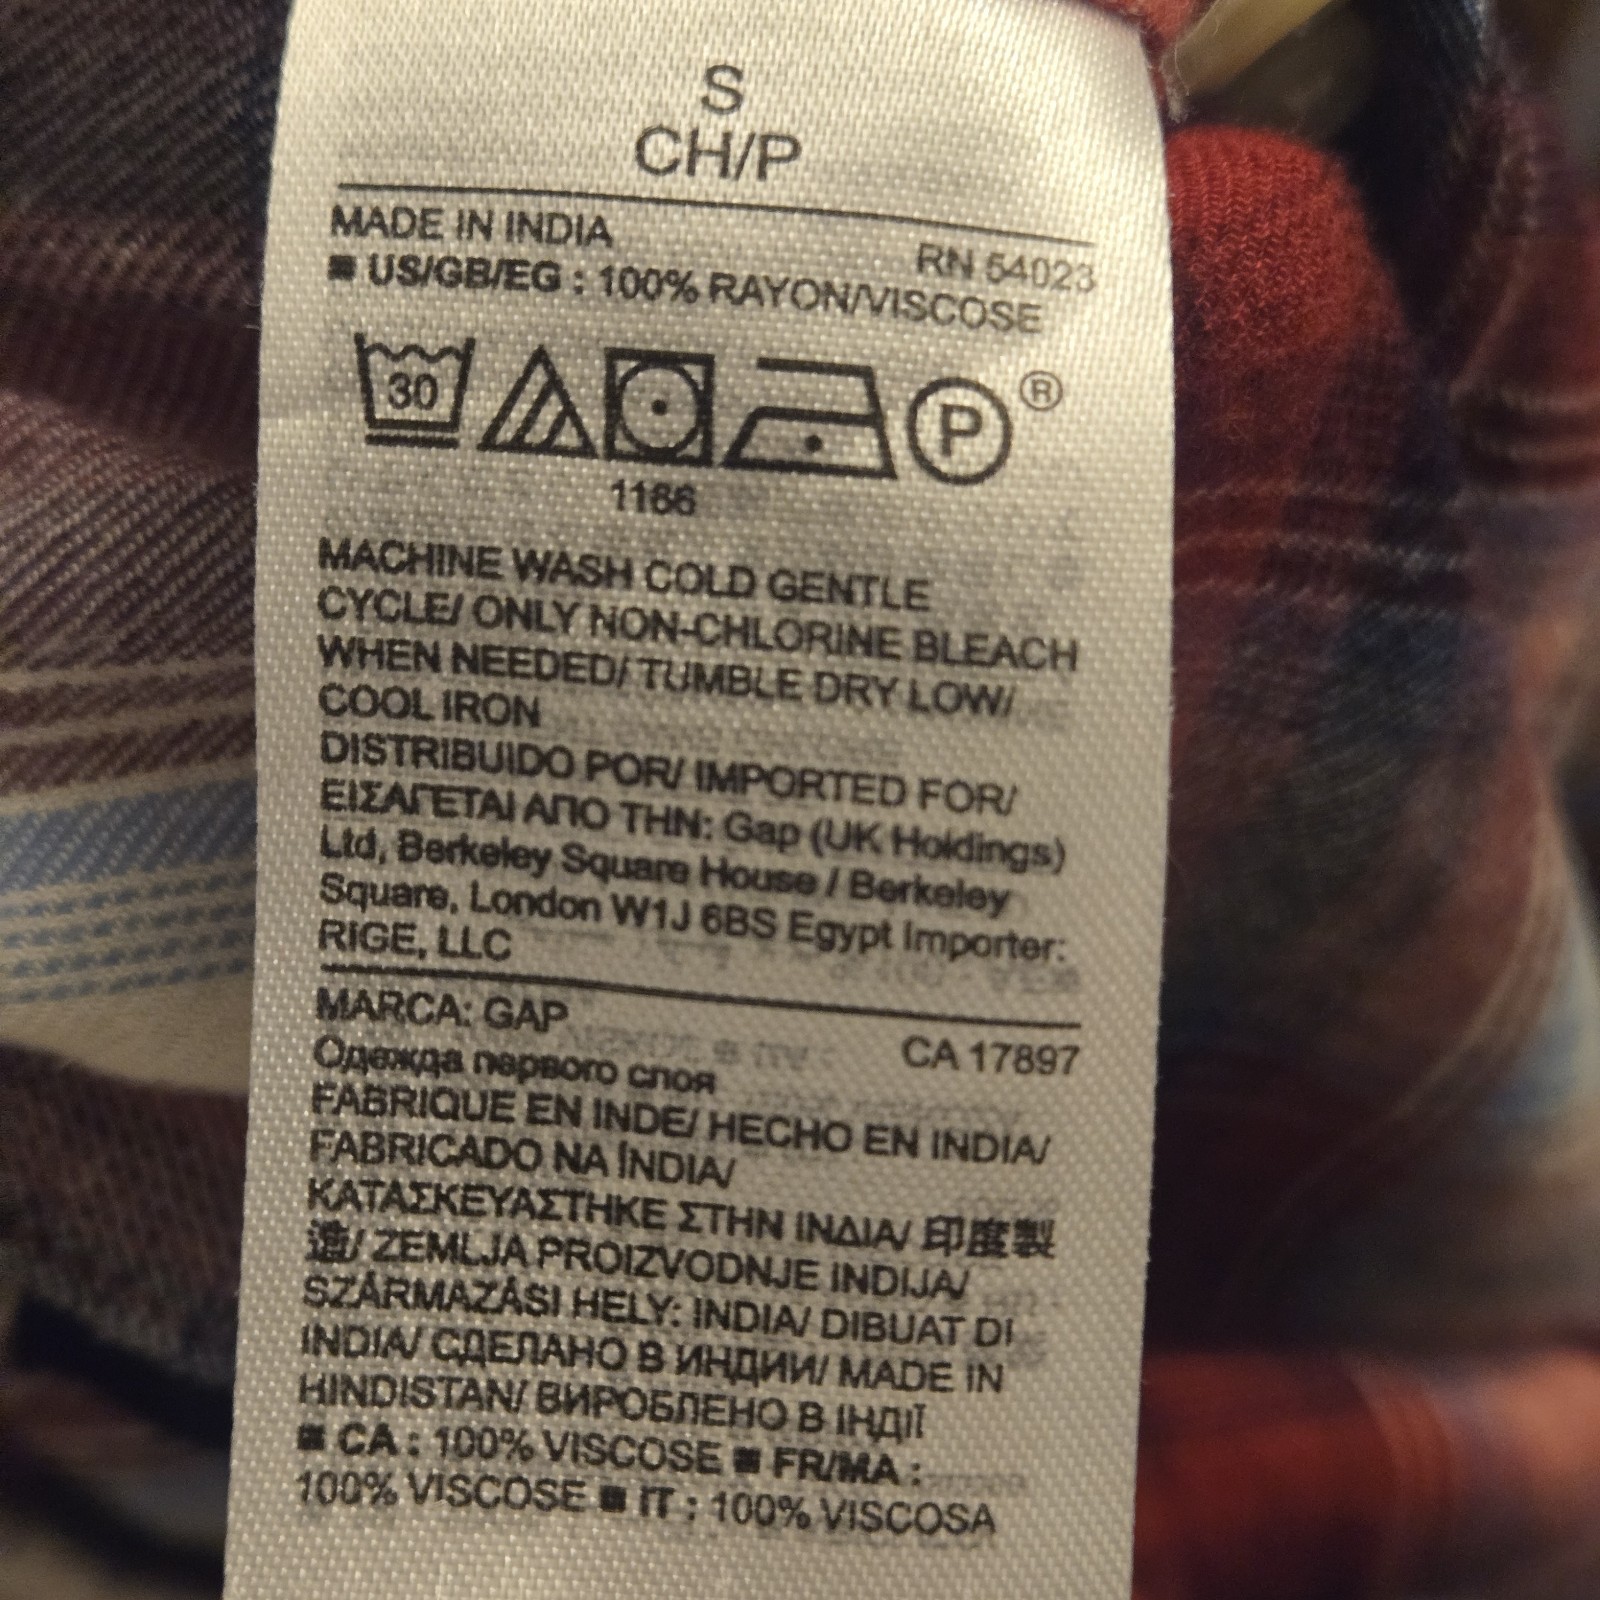 S
CH/P
MADE IN INDIA
RN 54023
■ US/GB/EG : 100% RAYON/VISCOSE
30
P
®
1166
MACHINE WASH COLD GENTLE
CYCLE/ ONLY NON-CHLORINE BLEACH
WHEN NEEDED/ TUMBLE DRY LOW/
COOL IRON
DISTRIBUIDO POR/ IMPORTED FOR/
ΕΙΣΑΓΕΤΑΙ ΑΠΟ ΤΗΝ: Gap (UK Holdings)
Ltd, Berkeley Square House / Berkeley
Square, London W1J 6BS Egypt Importer:
RIGE, LLC
MARCA: GAP
CA 17897
Одежда первого слоя
FABRIQUE EN INDE/ HECHO EN INDIA/
FABRICADO NA ÍNDIA/
ΚΑΤΑΣΚΕΥΑΣΤΗΚΕ ΣΤΗΝ ΙΝΔΙΑ/ 印度製
造/ ZEMLJA PROIZVODNJE INDIJA/
SZÁRMAZÁSI HELY: INDIA/ DIBUAT DI
INDIA/ СДЕЛАНО В ИНДИИ/ MADE IN
HINDISTAN/ ВИРОБЛЕНО В ІНДІЇ
■ CA : 100% VISCOSE ■ FR/MA :
100% VISCOSE ■ IT : 100% VISCOSA